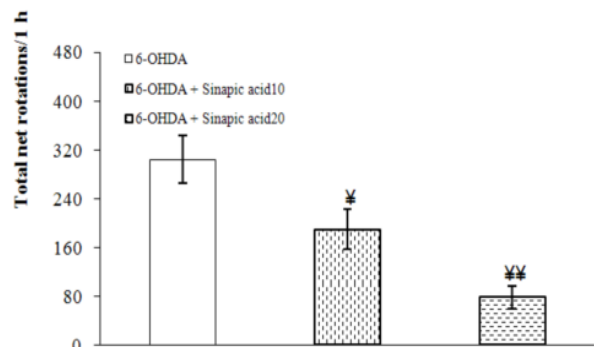 Total net rotations/1 h
480
400
320
240
160
80
0
6-OHDA
6-OHDA + Sinapic acid10
6-OHDA + Sinapic acid20
¥
¥¥